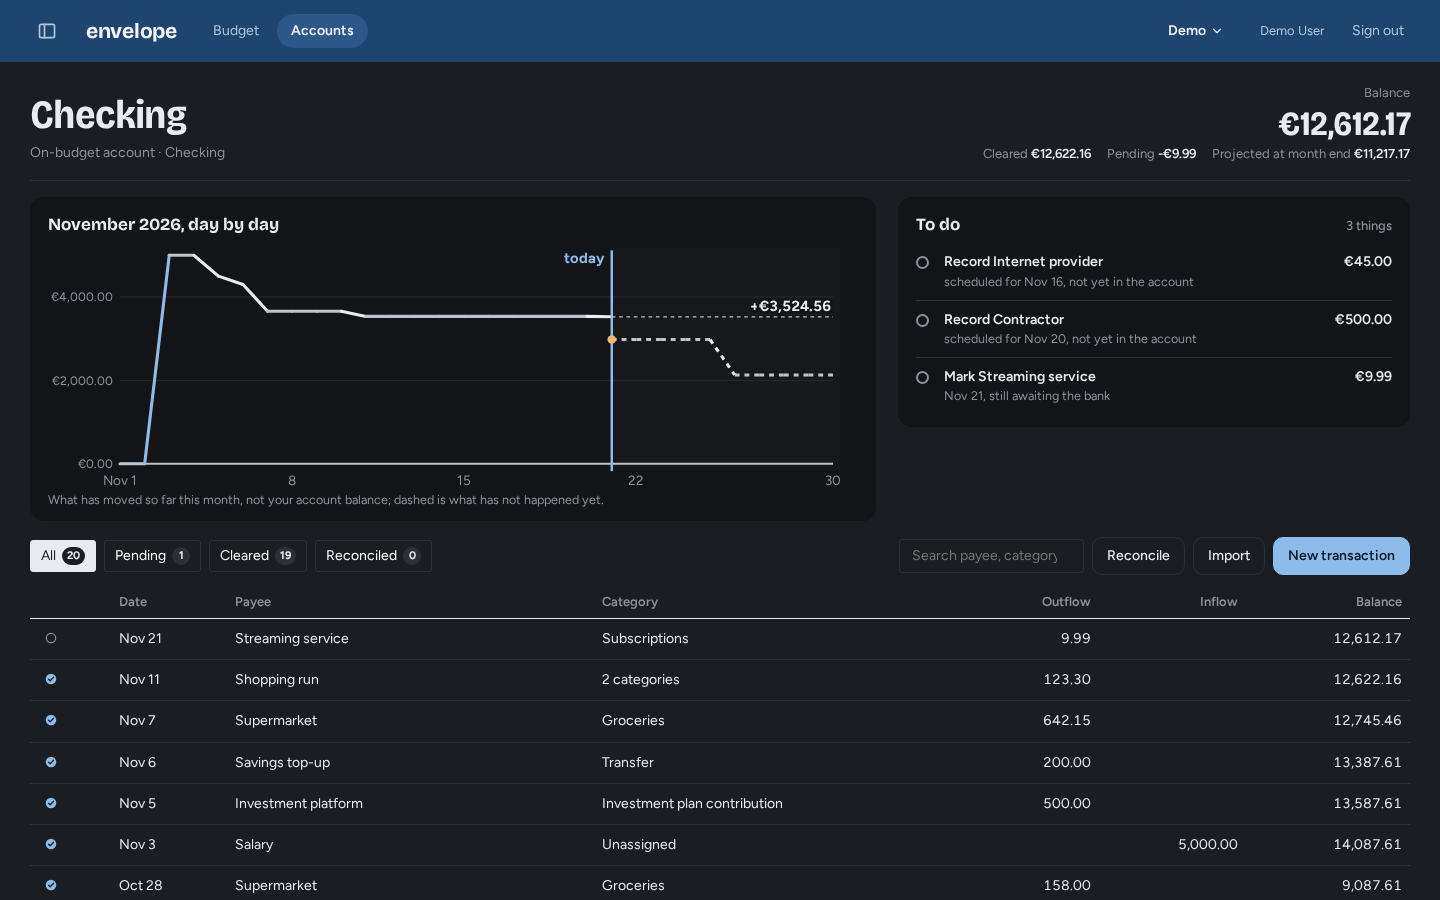 envelope Budget Accounts Demo Demo User Sign out
Checking
On-budget account · Checking
Balance
€12,612.17
Cleared €12,622.16 Pending -€9.99 Projected at month end €11,217.17
November 2026, day by day
today
€4,000.00
+€3,524.56
€2,000.00
€0.00
Nov 1 8 15 22 30
What has moved so far this month, not your account balance; dashed is what has not happened yet.
To do 3 things
Record Internet provider €45.00
scheduled for Nov 16, not yet in the account
Record Contractor €500.00
scheduled for Nov 20, not yet in the account
Mark Streaming service €9.99
Nov 21, still awaiting the bank
All 20 Pending 1 Cleared 19 Reconciled 0 Search payee, category Reconcile Import New transaction
Date Payee Category Outflow Inflow Balance
Nov 21 Streaming service Subscriptions 9.99 12,612.17
Nov 11 Shopping run 2 categories 123.30 12,622.16
Nov 7 Supermarket Groceries 642.15 12,745.46
Nov 6 Savings top-up Transfer 200.00 13,387.61
Nov 5 Investment platform Investment plan contribution 500.00 13,587.61
Nov 3 Salary Unassigned 5,000.00 14,087.61
Oct 28 Supermarket Groceries 158.00 9,087.61